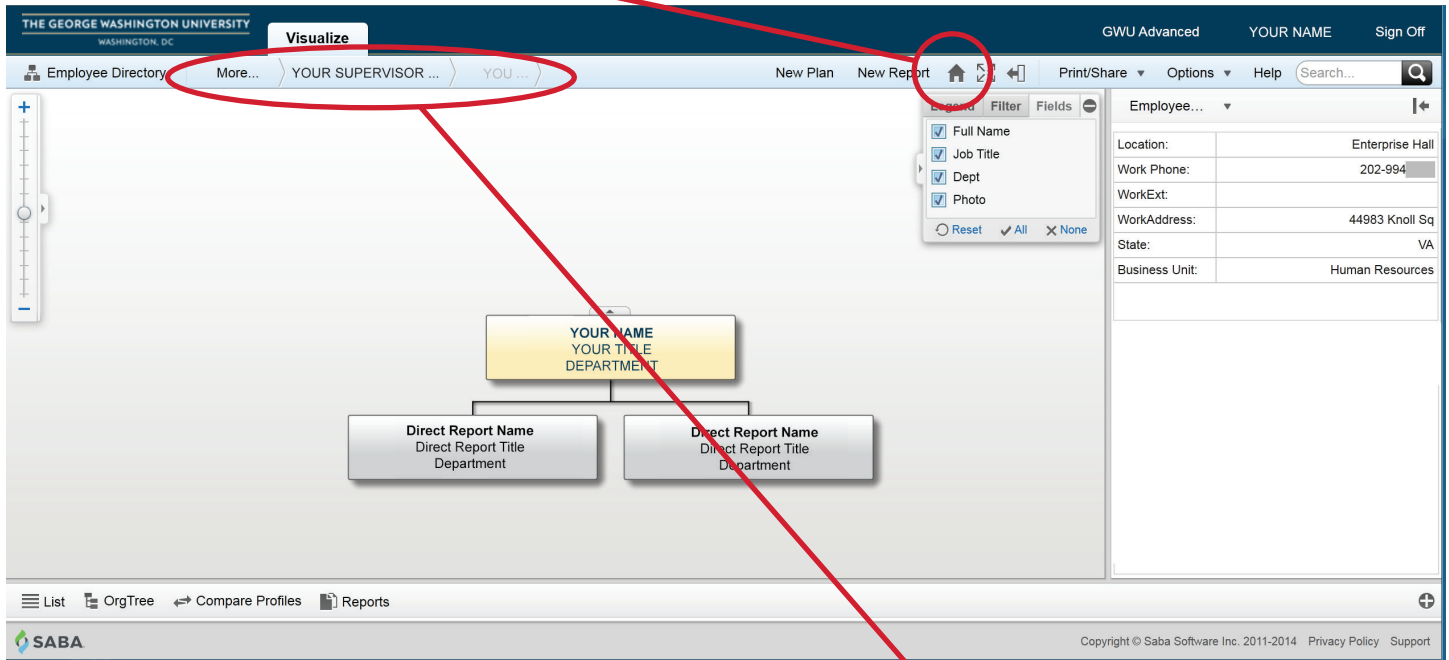 THE GEORGE WASHINGTON UNIVERSITY
WASHINGTON, DC
Visualize
GWU Advanced YOUR NAME Sign Off
Employee Directory More... YOUR SUPERVISOR ... YOU ... New Plan New Report Print/Share Options Help Search...
Legend Filter Fields
Full Name
Job Title
Dept
Photo
Reset All None
Employee...
Location: Enterprise Hall
Work Phone: 202-994
WorkExt:
WorkAddress: 44983 Knoll Sq
State: VA
Business Unit: Human Resources
YOUR NAME
YOUR TITLE
DEPARTMENT
Direct Report Name
Direct Report Title
Department
Direct Report Name
Direct Report Title
Department
List OrgTree Compare Profiles Reports
SABA
Copyright © Saba Software Inc. 2011-2014 Privacy Policy Support